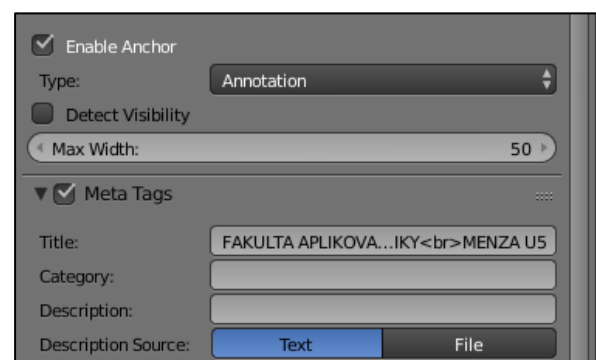 Enable Anchor
Type: Annotation
Detect Visibility
Max Width: 50
Meta Tags
Title: FAKULTA APLIKOVA...IKY<br>MENZA U5
Category:
Description:
Description Source: Text File